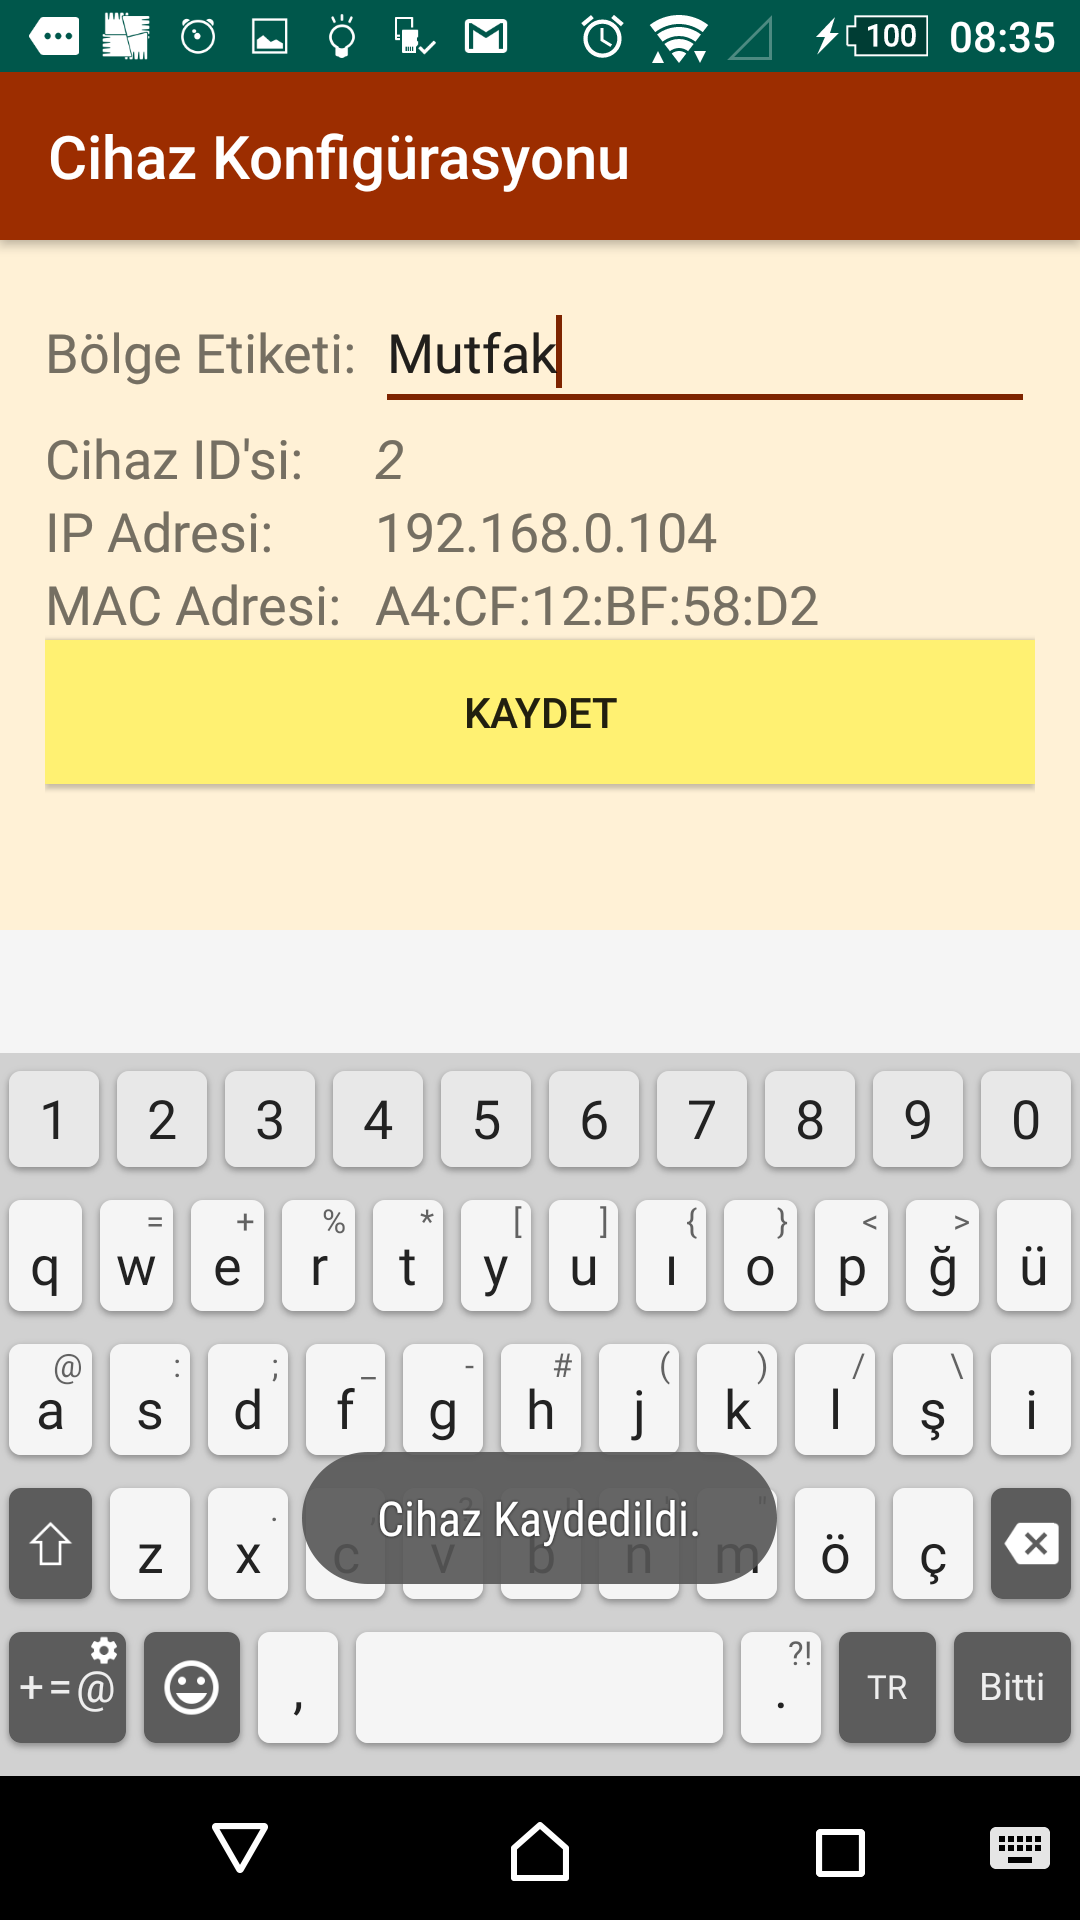 100 08:35
Cihaz Konfigürasyonu
Bölge Etiketi: Mutfak
Cihaz ID'si: 2
IP Adresi: 192.168.0.104
MAC Adresi: A4:CF:12:BF:58:D2
KAYDET
1 2 3 4 5 6 7 8 9 0
= + % * [ ] { } < >
q w e r t y u ı o p ğ ü
@ : ; _ - # ( ) / \
a s d f g h j k l ş i
Cihaz Kaydedildi.
z x c v b n m ö ç
+=@ , . ?! TR Bitti